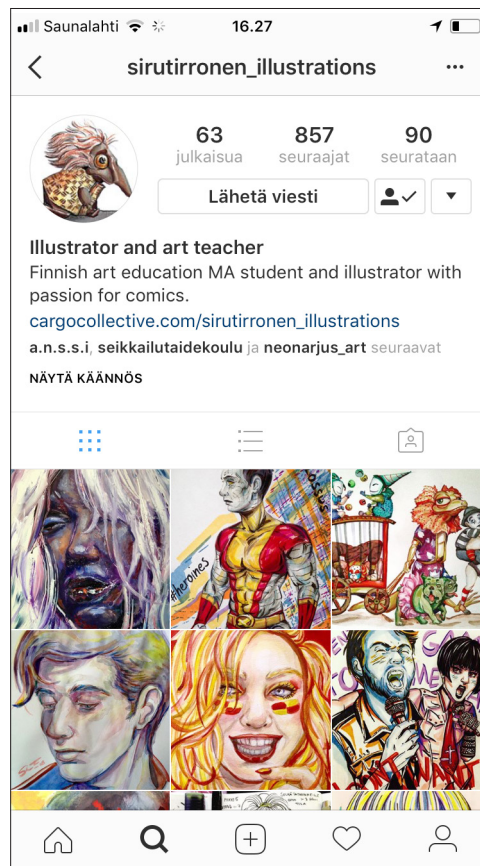 Saunalahti 16.27
sirutirronen_illustrations
63 857 90
julkaisua seuraajat seurataan
Lähetä viesti
Illustrator and art teacher
Finnish art education MA student and illustrator with
passion for comics.
cargocollective.com/sirutirronen_illustrations
a.n.s.s.i, seikkailutaidekoulu ja neonarjus_art seuraavat
NÄYTÄ KÄÄNNÖS
#heroines